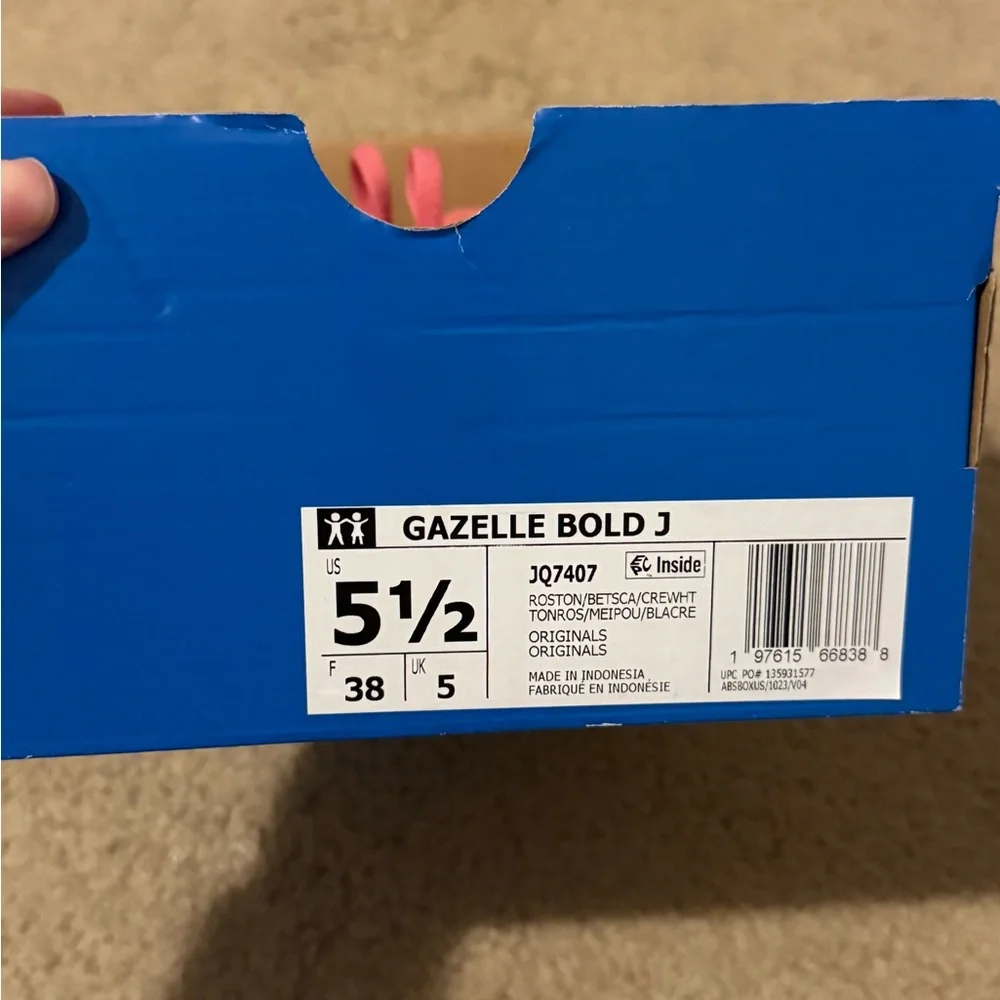 GAZELLE BOLD J
US
5½
F
38
UK
5
JQ7407
Inside
ROSTON/BETSCA/CREWHT
TONROS/MEIPOU/BLACRE
ORIGINALS
ORIGINALS
MADE IN INDONESIA
FABRIQUÉ EN INDONÉSIE
1 97615 66838 8
UPC PO# 135931577
ABSBOXUS/1023/V04